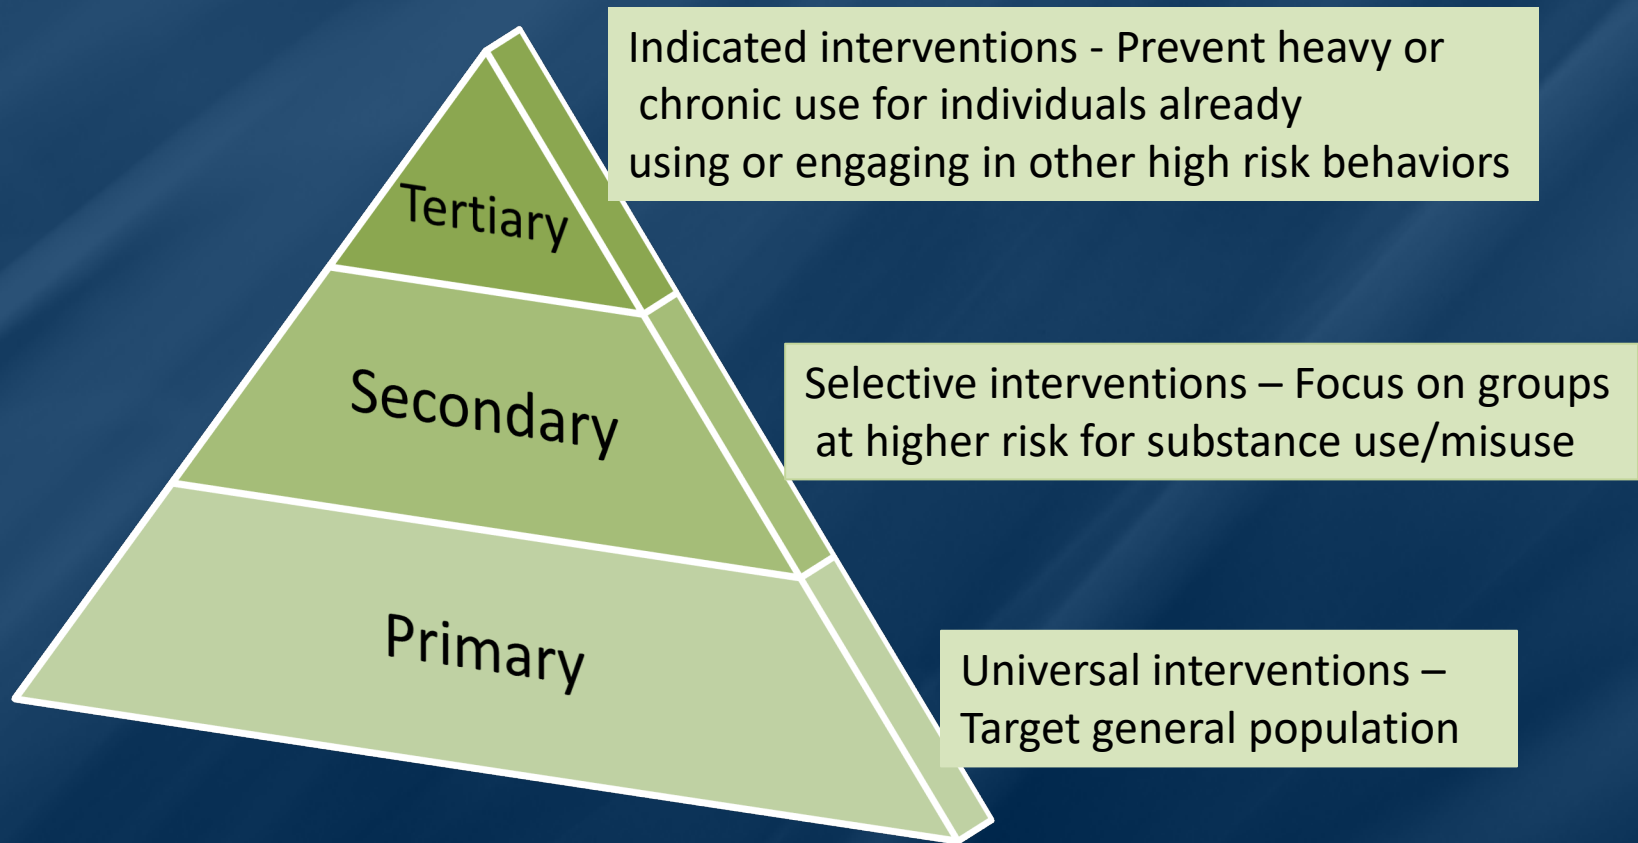 Indicated interventions - Prevent heavy or
chronic use for individuals already
using or engaging in other high risk behaviors
Tertiary
Selective interventions – Focus on groups
at higher risk for substance use/misuse
Secondary
Universal interventions –
Target general population
Primary